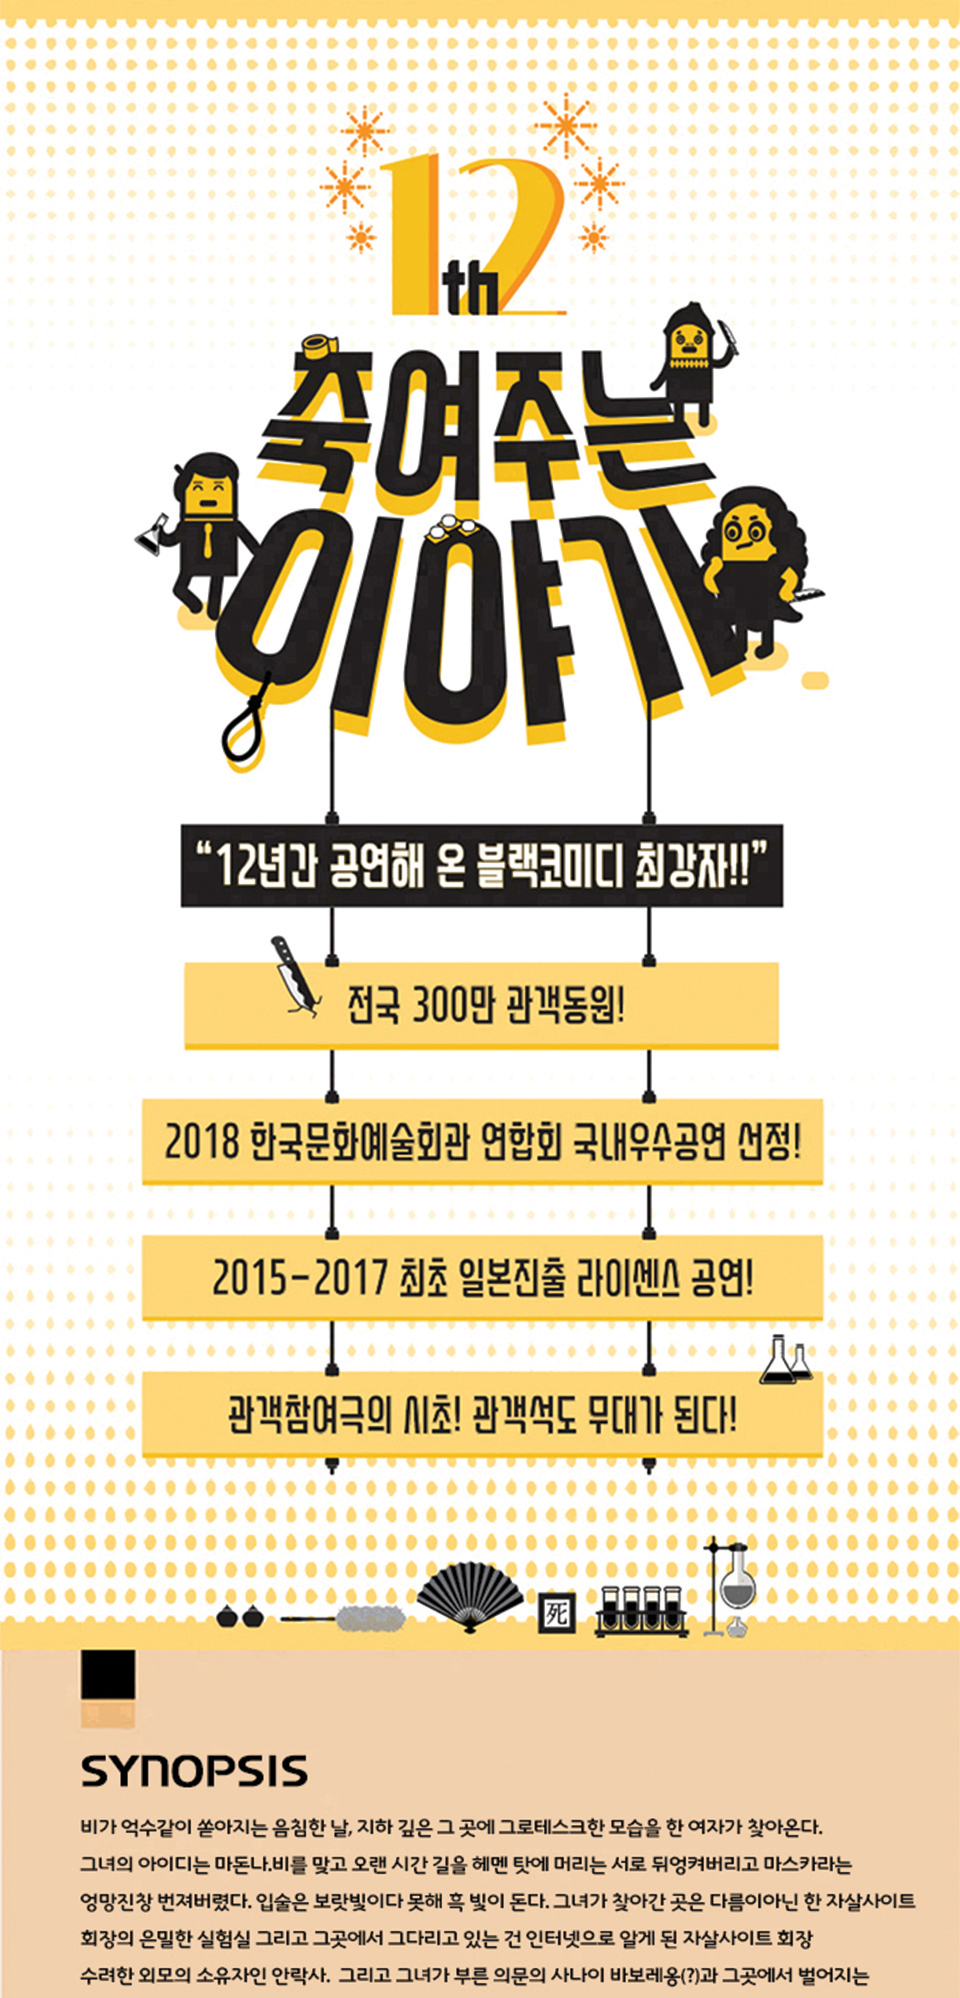 12th
죽여주는
이야기
“12년간 공연해 온 블랙코미디 최강자!!”
전국 300만 관객동원!
2018 한국문화예술회관 연합회 국내우수공연 선정!
2015-2017 최초 일본진출 라이센스 공연!
관객참여극의 시초! 관객석도 무대가 된다!
死
SYNOPSIS
비가 억수같이 쏟아지는 음침한 날, 지하 깊은 그 곳에 그로테스크한 모습을 한 여자가 찾아온다.
그녀의 아이디는 마돈나.비를 맞고 오랜 시간 길을 헤멘 탓에 머리는 서로 뒤엉켜버리고 마스카라는
엉망진창 번져버렸다. 입술은 보랏빛이다 못해 흑 빛이 돈다. 그녀가 찾아간 곳은 다름이아닌 한 자살사이트
회장의 은밀한 실험실 그리고 그곳에서 그다리고 있는 건 인터넷으로 알게 된 자살사이트 회장
수려한 외모의 소유자인 안락사. 그리고 그녀가 부른 의문의 사나이 바보레옹(?)과 그곳에서 벌어지는